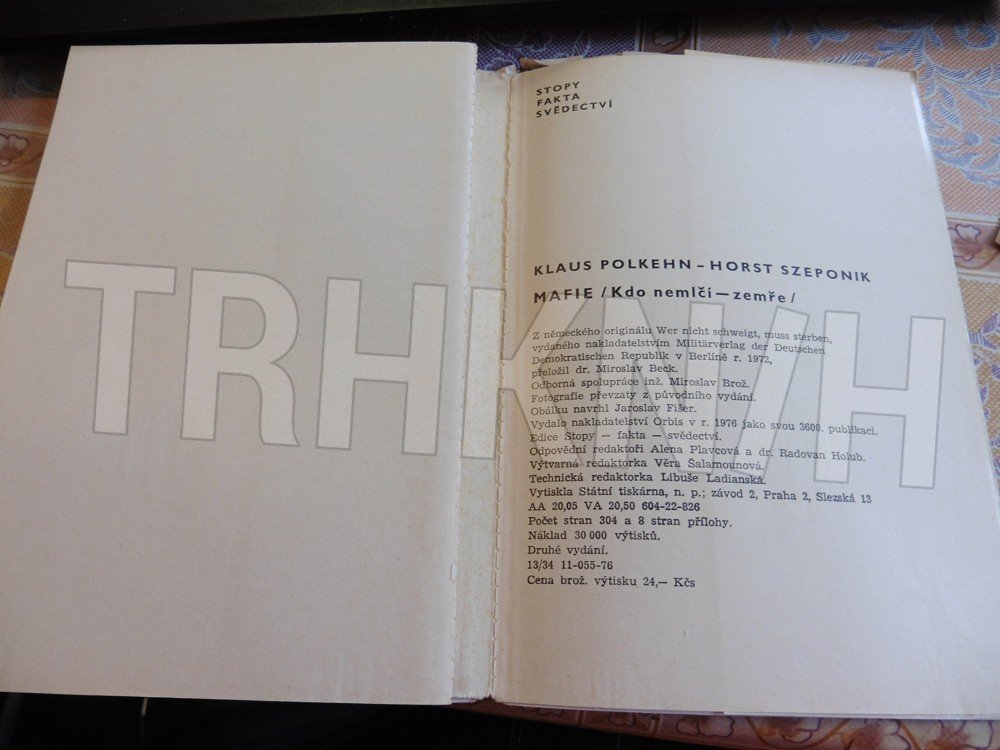 STOPY
FAKTA
SVĚDECTVÍ
KLAUS POLKEHN – HORST SZEPONIK
MAFIE / Kdo nemlčí — zemře /
Z německého originálu Wer nicht schweigt, muss sterben,
vydaného nakladatelstvím Militärverlag der Deutschen
Demokratischen Republik v Berlíně r. 1972,
přeložil dr. Miroslav Beck.
Odborná spolupráce inž. Miroslav Brož.
Fotografie převzaty z původního vydání.
Obálku navrhl Jaroslav Fišer.
Vydalo nakladatelství Orbis v r. 1976 jako svou 3600. publikaci.
Edice Stopy – fakta – svědectví.
Odpovědní redaktoři Alena Plavcová a dr. Radovan Holub.
Výtvarná redaktorka Věra Šalamounová.
Technická redaktorka Libuše Ladianská.
Vytiskla Státní tiskárna, n. p.; závod 2, Praha 2, Slezská 13
AA 20,05 VA 20,50 604-22-826
Počet stran 304 a 8 stran přílohy.
Náklad 30 000 výtisků.
Druhé vydání.
13/34 11-055-76
Cena brož. výtisku 24,— Kčs
TRHKNIH